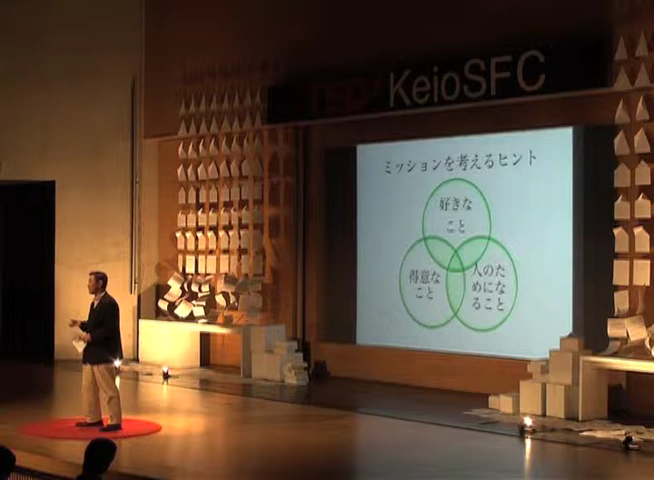 TEDx KeioSFC
ミッションを考えるヒント
好きな
こと
得意な
こと
人のた
めにな
ること